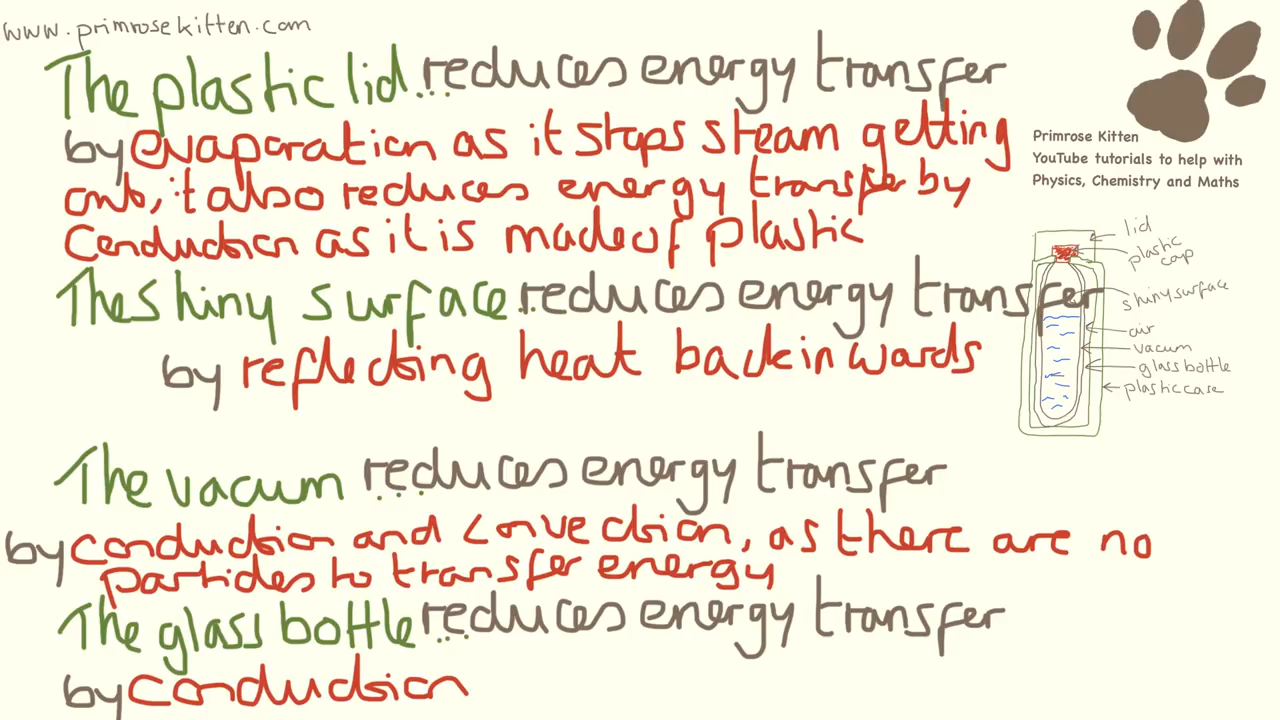 www.primrosekitten.com
The plastic lid... reduces energy transfer
by evaporation as it stops steam getting
out, it also reduces energy transfer by
Conduction as it is made of plastic
The shiny surface... reduces energy transfer
by reflecting heat back inwards
The vacum ... reduces energy transfer
by conduction and convection, as there are no
particles to transfer energy
The glass bottle... reduces energy transfer
by conduction
Primrose Kitten
YouTube tutorials to help with
Physics, Chemistry and Maths
lid
plastic
cap
shiny surface
air
vacum
glass bottle
plastic case